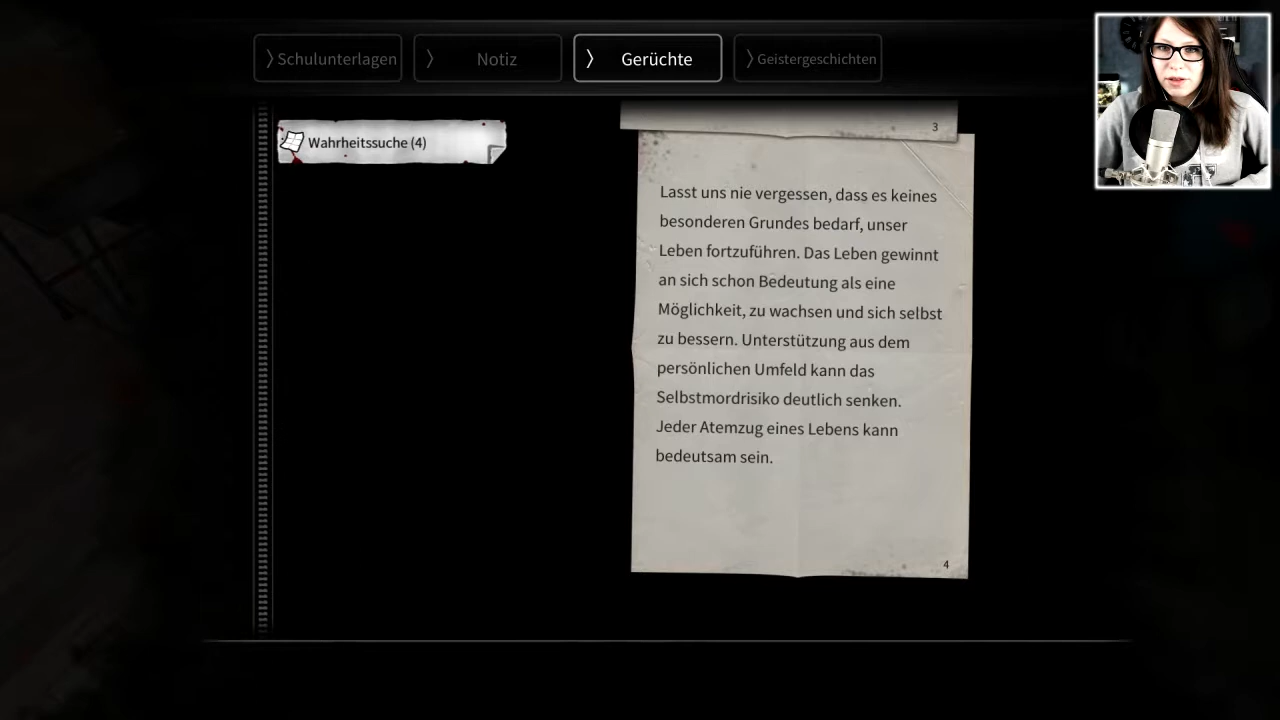 Schulunterlagen
Notiz
Gerüchte
Geistergeschichten
Wahrheitssuche (4)
3
Lasst uns nie vergessen, dass es keines
besonderen Grundes bedarf, unser
Leben fortzuführen. Das Leben gewinnt
an sich schon Bedeutung als eine
Möglichkeit, zu wachsen und sich selbst
zu bessern. Unterstützung aus dem
persönlichen Umfeld kann das
Selbstmordrisiko deutlich senken.
Jeder Atemzug eines Lebens kann
bedeutsam sein.
4